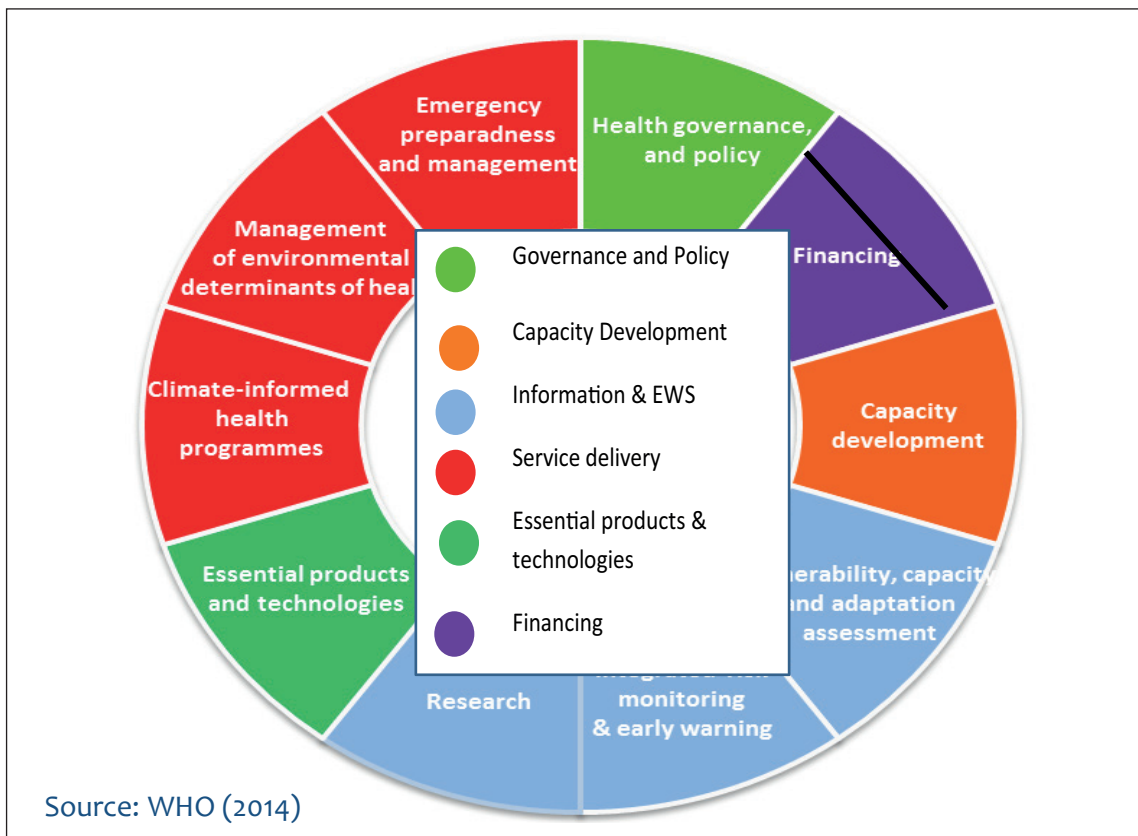 Emergency
preparadness
and management
Health governance,
and policy
Financing
Capacity
development
and adaptation
assessment
monitoring
& early warning
Research
Essential products
and technologies
Climate-informed
health
programmes
Management
of environmental
determinants of
Governance and Policy
Capacity Development
Information & EWS
Service delivery
Essential products &
technologies
Financing
Source: WHO (2014)